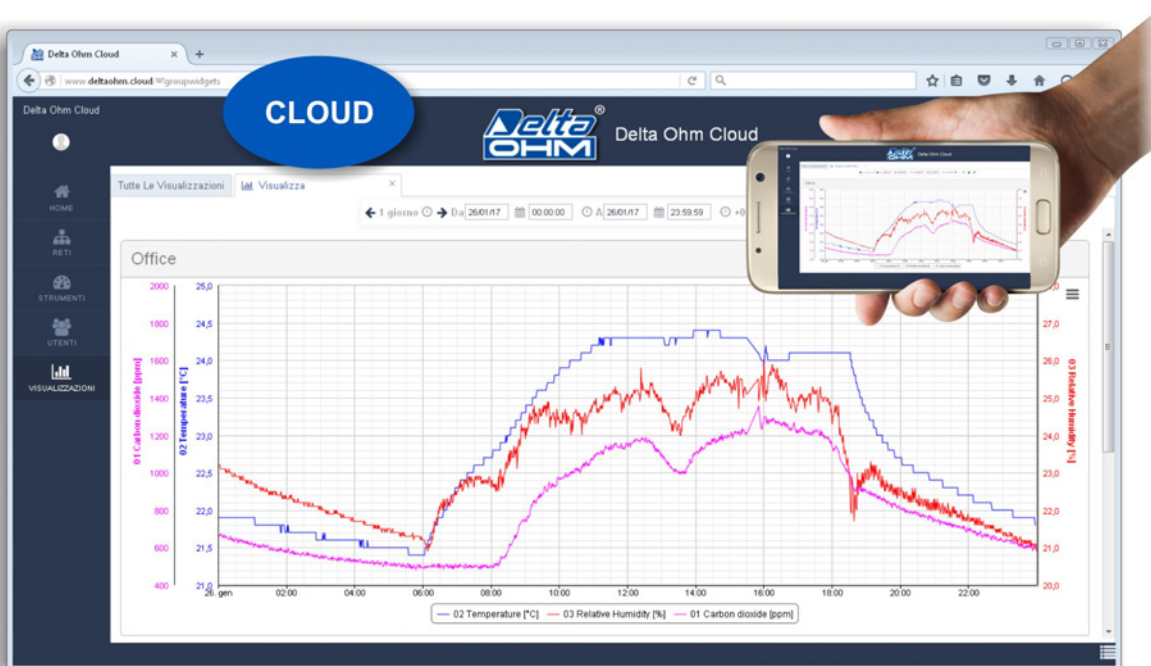 Delta Ohm Cloud
www.deltaohm.cloud/#!groupwidgets
Delta Ohm Cloud
CLOUD
Delta
OHM
®
Delta Ohm Cloud
HOME
RETI
STRUMENTI
UTENTI
VISUALIZZAZIONI
Tutte Le Visualizzazioni
Visualizza
1 giorno Da 26/01/17 00:00:00 A 26/01/17 23:59:59 +0
Office
2000 25,0
1800 24,5 27,0
1600 24,0 26,0
1400 23,5 25,0
1200 23,0 24,0
1000 22,5 23,0
800 22,0 22,0
600 21,5 21,0
400 21,0 20,0
01 Carbon dioxide [ppm]
02 Temperature [°C]
03 Relative Humidity [%]
26. gen 02:00 04:00 06:00 08:00 10:00 12:00 14:00 16:00 18:00 20:00 22:00
02 Temperature [°C] 03 Relative Humidity [%] 01 Carbon dioxide [ppm]
Delta Ohm Cloud
Office